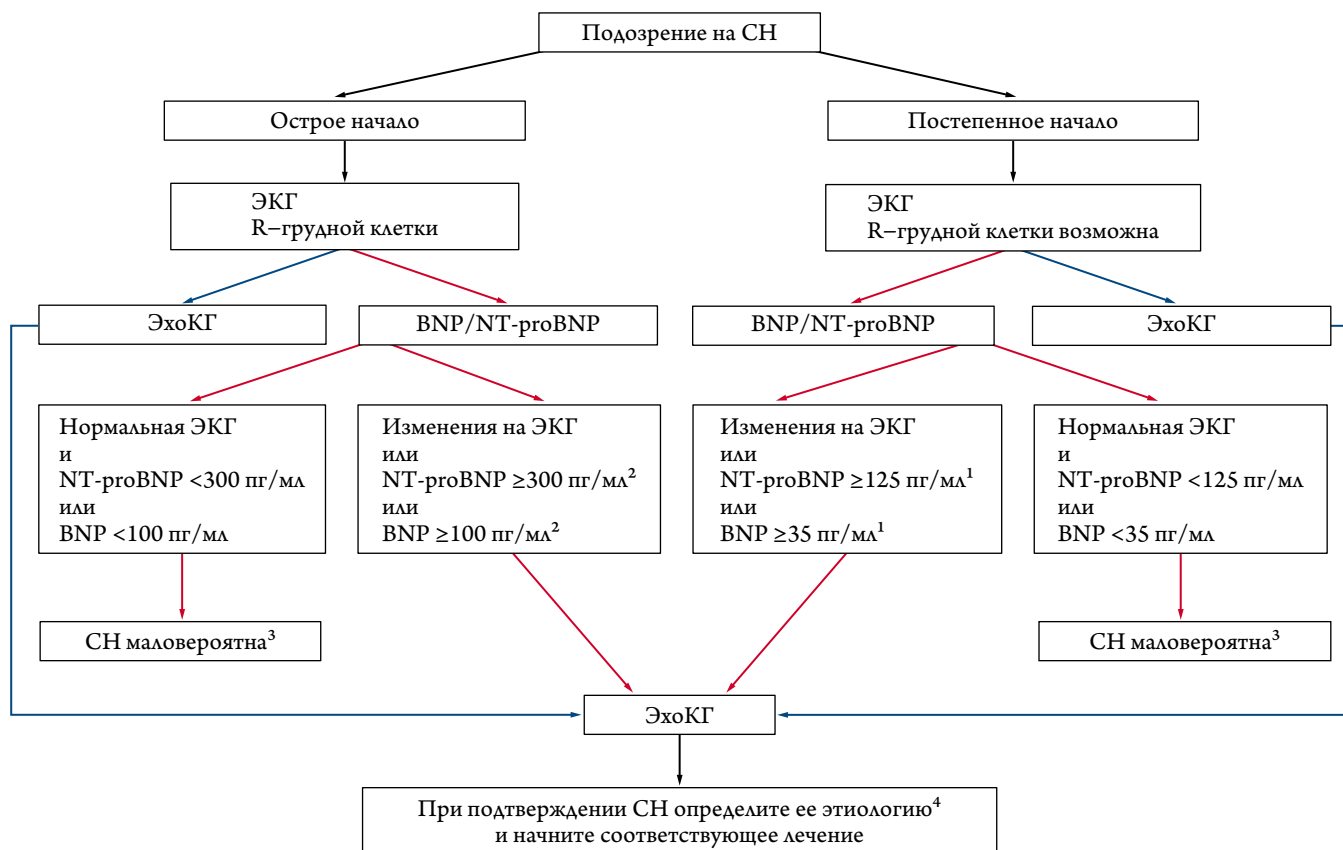 Подозрение на СН
Острое начало
Постепенное начало
ЭКГ
R–грудной клетки
ЭКГ
R–грудной клетки возможна
ЭхоКГ
BNP/NT-proBNP
BNP/NT-proBNP
ЭхоКГ
Нормальная ЭКГ
и
NT-proBNP <300 пг/мл
или
BNP <100 пг/мл
Изменения на ЭКГ
или
NT-proBNP ≥300 пг/мл²
или
BNP ≥100 пг/мл²
Изменения на ЭКГ
или
NT-proBNP ≥125 пг/мл¹
или
BNP ≥35 пг/мл¹
Нормальная ЭКГ
и
NT-proBNP <125 пг/мл
или
BNP <35 пг/мл
СН маловероятна³
СН маловероятна³
ЭхоКГ
При подтверждении СН определите ее этиологию⁴
и начните соответствующее лечение